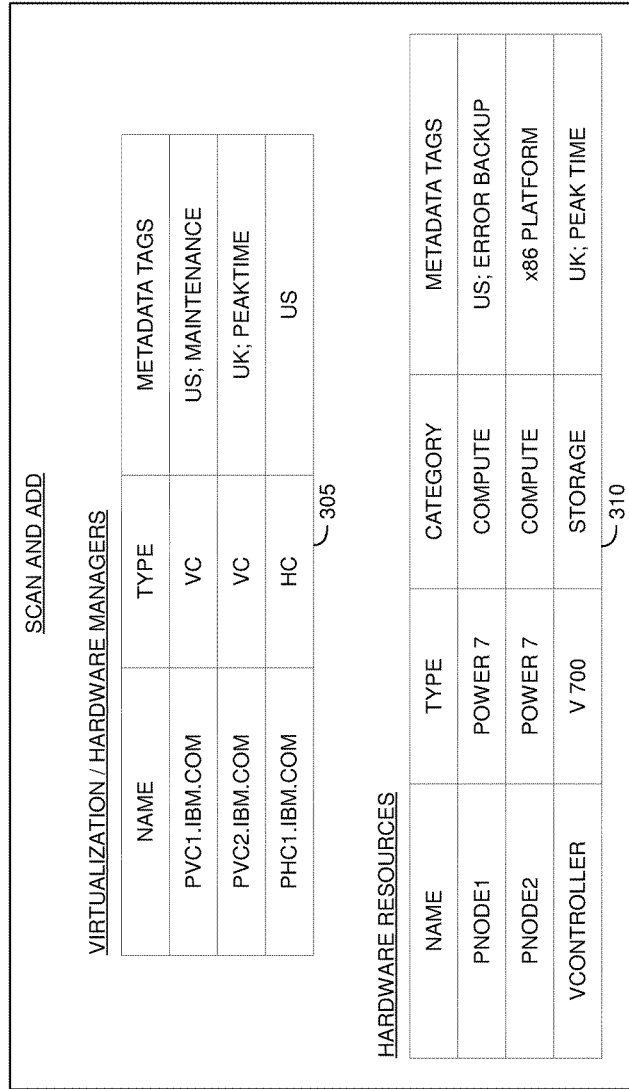 SCAN AND ADD
VIRTUALIZATION / HARDWARE MANAGERS
NAME TYPE METADATA TAGS
PVC1.IBM.COM VC US; MAINTENANCE
PVC2.IBM.COM VC UK; PEAKTIME
PHC1.IBM.COM HC US
305
HARDWARE RESOURCES
NAME TYPE CATEGORY METADATA TAGS
PNODE1 POWER 7 COMPUTE US; ERROR BACKUP
PNODE2 POWER 7 COMPUTE x86 PLATFORM
VCONTROLLER V 700 STORAGE UK; PEAK TIME
310